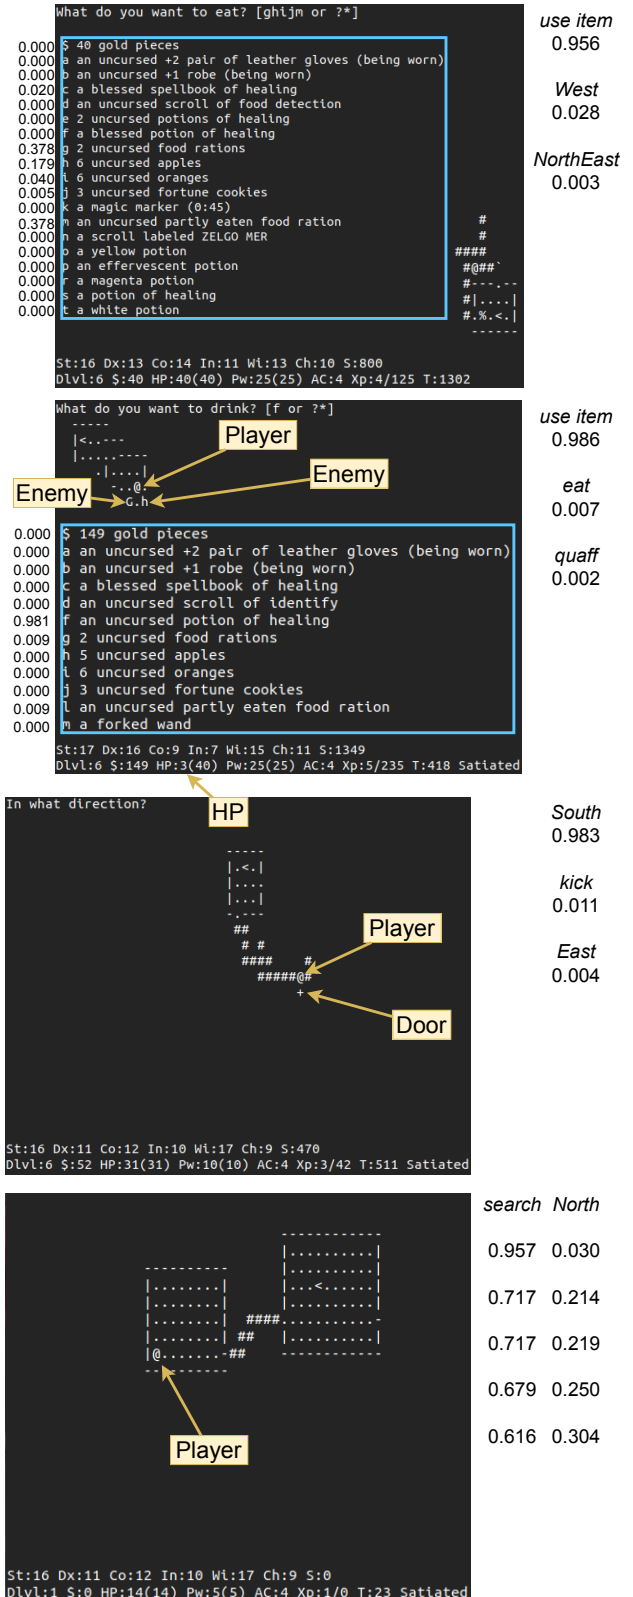 What do you want to eat? [ghijm or ?*]
use item
0.956
West
0.028
NorthEast
0.003
0.000 $ 40 gold pieces
0.000 a an uncursed +2 pair of leather gloves (being worn)
0.000 b an uncursed +1 robe (being worn)
0.020 c a blessed spellbook of healing
0.000 d an uncursed scroll of food detection
0.000 e 2 uncursed potions of healing
0.000 f a blessed potion of healing
0.378 g 2 uncursed food rations
0.179 h 6 uncursed apples
0.040 i 6 uncursed oranges
0.005 j 3 uncursed fortune cookies
0.000 k a magic marker (0:45)
0.378 m an uncursed partly eaten food ration
0.000 n a scroll labeled ZELGO MER
0.000 o a yellow potion
0.000 p an effervescent potion
0.000 r a magenta potion
0.000 s a potion of healing
0.000 t a white potion
#
#
####
#@##`
#---.--
#|....|
#.%.<.|
------
St:16 Dx:13 Co:14 In:11 Wi:13 Ch:10 S:800
Dlvl:6 $:40 HP:40(40) Pw:25(25) AC:4 Xp:4/125 T:1302
What do you want to drink? [f or ?*]
use item
0.986
eat
0.007
quaff
0.002
-----
|<..---
|.....----
.|....|
-..@.
G.h
Player
Enemy
Enemy
0.000 $ 149 gold pieces
0.000 a an uncursed +2 pair of leather gloves (being worn)
0.000 b an uncursed +1 robe (being worn)
0.000 c a blessed spellbook of healing
0.000 d an uncursed scroll of identify
0.981 f an uncursed potion of healing
0.009 g 2 uncursed food rations
0.000 h 5 uncursed apples
0.000 i 6 uncursed oranges
0.000 j 3 uncursed fortune cookies
0.009 l an uncursed partly eaten food ration
0.000 m a forked wand
St:17 Dx:16 Co:9 In:7 Wi:15 Ch:11 S:1349
Dlvl:6 $:149 HP:3(40) Pw:25(25) AC:4 Xp:5/235 T:418 Satiated
HP
In what direction?
South
0.983
kick
0.011
East
0.004
-----
|.<.|
|....
|...|
-.---
##
# #
#### #
#####@#
+
Player
Door
St:16 Dx:11 Co:12 In:10 Wi:17 Ch:9 S:470
Dlvl:6 $:52 HP:31(31) Pw:10(10) AC:4 Xp:3/42 T:511 Satiated
search North
0.957 0.030
0.717 0.214
0.717 0.219
0.679 0.250
0.616 0.304
------------
|..........|
---------- |..........|
|........| |...<......|
|........| |..........|
|........| ####...........-
|........| ## |..........|
|@.......-## ------------
----------
Player
St:16 Dx:11 Co:12 In:10 Wi:17 Ch:9 S:0
Dlvl:1 $:0 HP:14(14) Pw:5(5) AC:4 Xp:1/0 T:23 Satiated